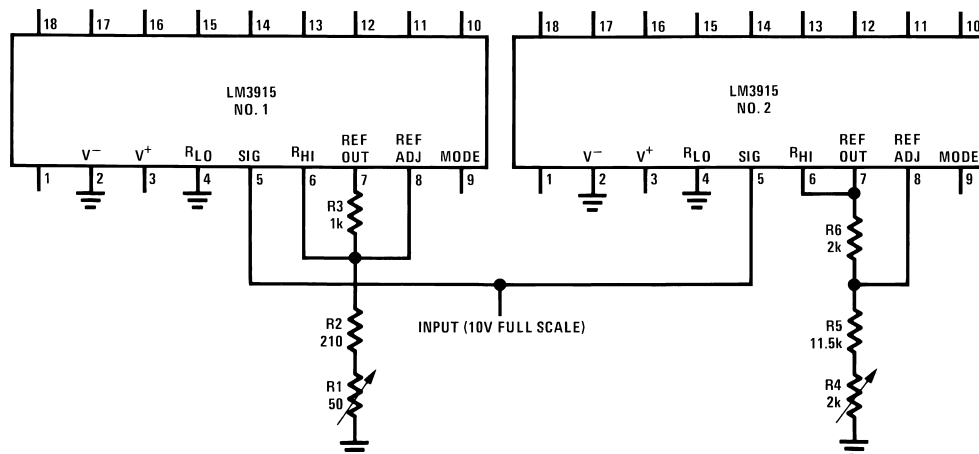 18 17 16 15 14 13 12 11 10
LM3915
NO. 1
V− V+ RLO SIG RHI REF OUT REF ADJ MODE
1 2 3 4 5 6 7 8 9
R3
1k
R2
210
R1
50
INPUT (10V FULL SCALE)
18 17 16 15 14 13 12 11 10
LM3915
NO. 2
V− V+ RLO SIG RHI REF OUT REF ADJ MODE
1 2 3 4 5 6 7 8 9
R6
2k
R5
11.5k
R4
2k